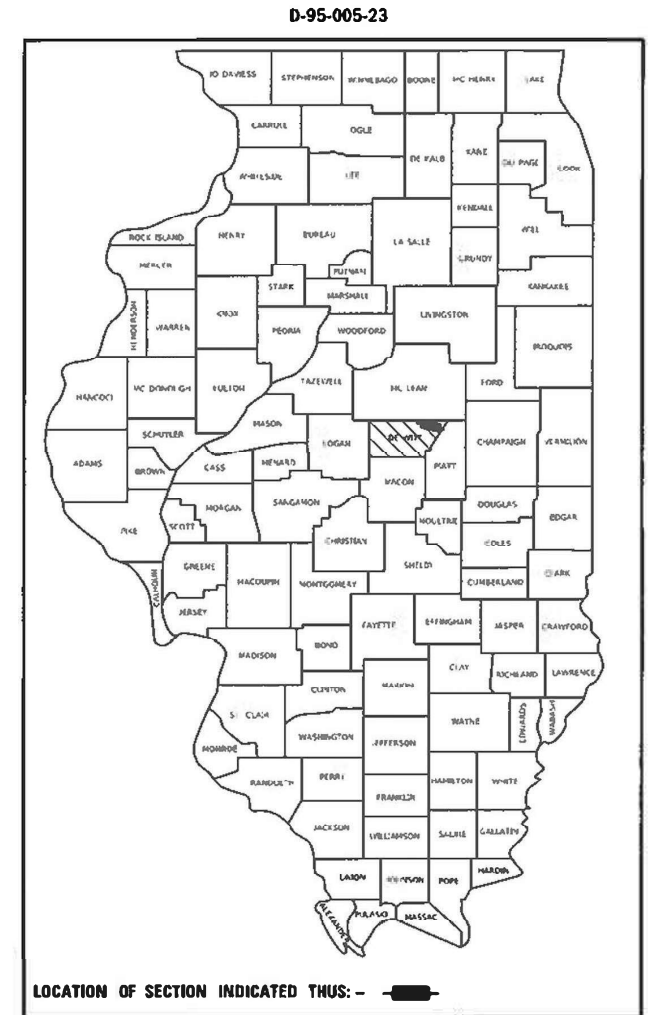 D-95-005-23
JO DAVIESS STEPHENSON WINNEBAGO BOONE MC HENRY LAKE
CARROLL OGLE DE KALB KANE DU PAGE COOK
WHITESIDE LEE
KENDALL
ROCK ISLAND HENRY BUREAU LA SALLE GRUNDY WILL
MERCER STARK PUTNAM KANKAKEE
MARSHALL
HENDERSON WARREN KNOX PEORIA WOODFORD LIVINGSTON IROQUOIS
HANCOCK MC DONOUGH FULTON TAZEWELL MC LEAN FORD
SCHUYLER MASON LOGAN DE WITT CHAMPAIGN VERMILION
ADAMS BROWN CASS MENARD MACON PIATT
PIKE SCOTT MORGAN SANGAMON CHRISTIAN MOULTRIE DOUGLAS EDGAR
COLES
CALHOUN GREENE MACOUPIN MONTGOMERY SHELBY CUMBERLAND CLARK
JERSEY FAYETTE EFFINGHAM JASPER CRAWFORD
MADISON BOND
CLAY RICHLAND LAWRENCE
CLINTON MARION
ST. CLAIR WAYNE EDWARDS WABASH
MONROE WASHINGTON JEFFERSON
RANDOLPH PERRY HAMILTON WHITE
FRANKLIN
JACKSON WILLIAMSON SALINE GALLATIN
UNION JOHNSON POPE HARDIN
ALEXANDER PULASKI MASSAC
LOCATION OF SECTION INDICATED THUS: -